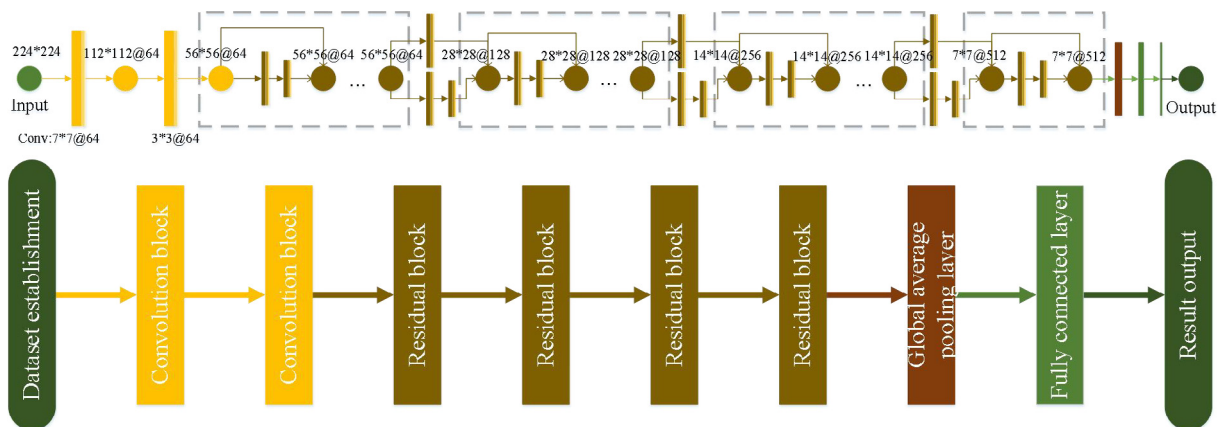 224*224
112*112@64
56*56@64
56*56@64
56*56@64
28*28@128
28*28@128
28*28@128
14*14@256
14*14@256
14*14@256
7*7@512
7*7@512
Input
Output
Conv:7*7@64
3*3@64
...
...
...
Dataset establishment
Convolution block
Convolution block
Residual block
Residual block
Residual block
Residual block
Global average
pooling layer
Fully connected layer
Result output